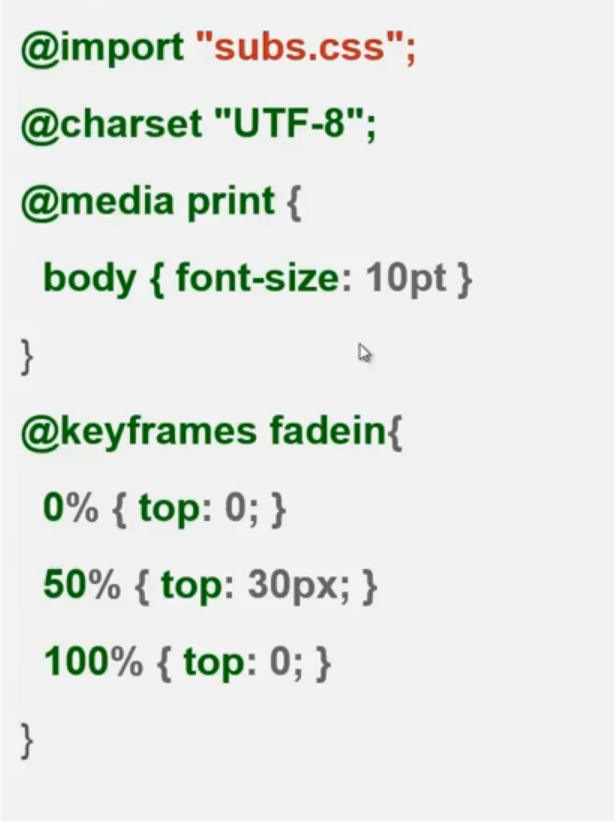 @import "subs.css";
@charset "UTF-8";
@media print {
body { font-size: 10pt }
}
@keyframes fadein{
0% { top: 0; }
50% { top: 30px; }
100% { top: 0; }
}